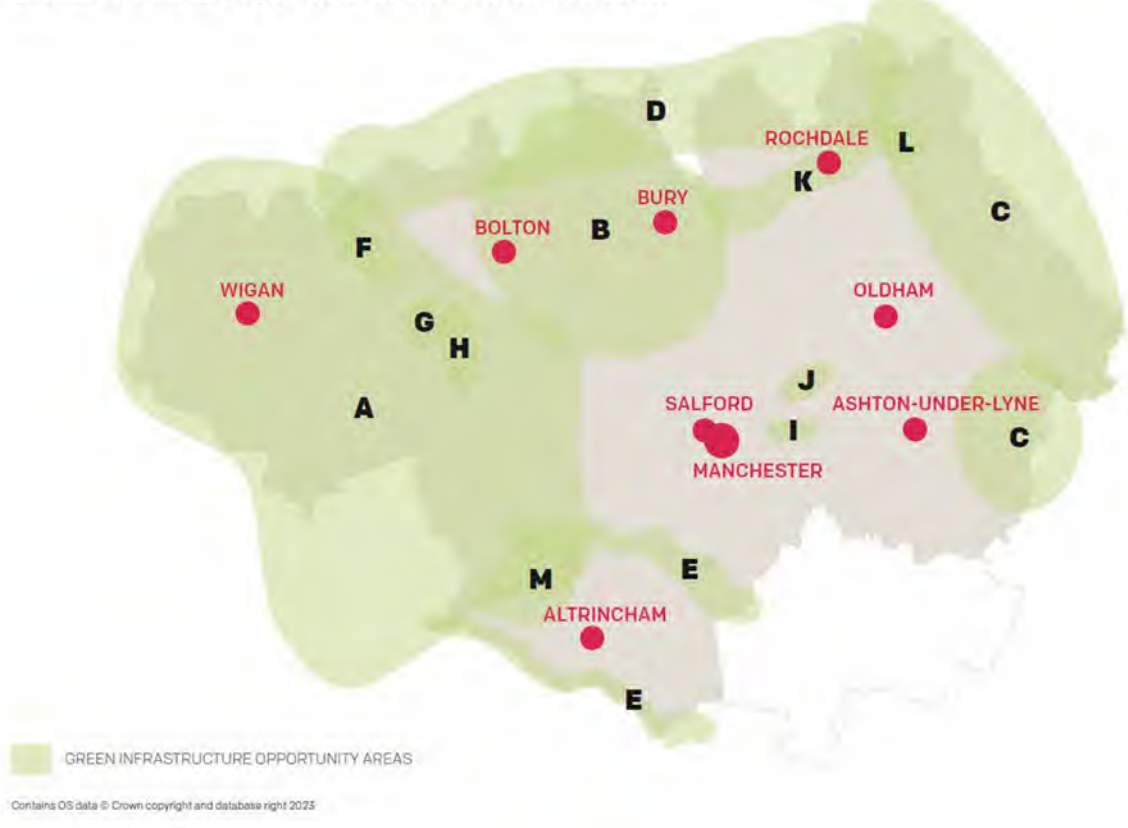 D
ROCHDALE
L
K
BURY
C
BOLTON
B
F
WIGAN
OLDHAM
G
H
J
A
SALFORD
ASHTON-UNDER-LYNE
I
C
MANCHESTER
E
M
ALTRINCHAM
E
GREEN INFRASTRUCTURE OPPORTUNITY AREAS
Contains OS data © Crown copyright and database right 2023